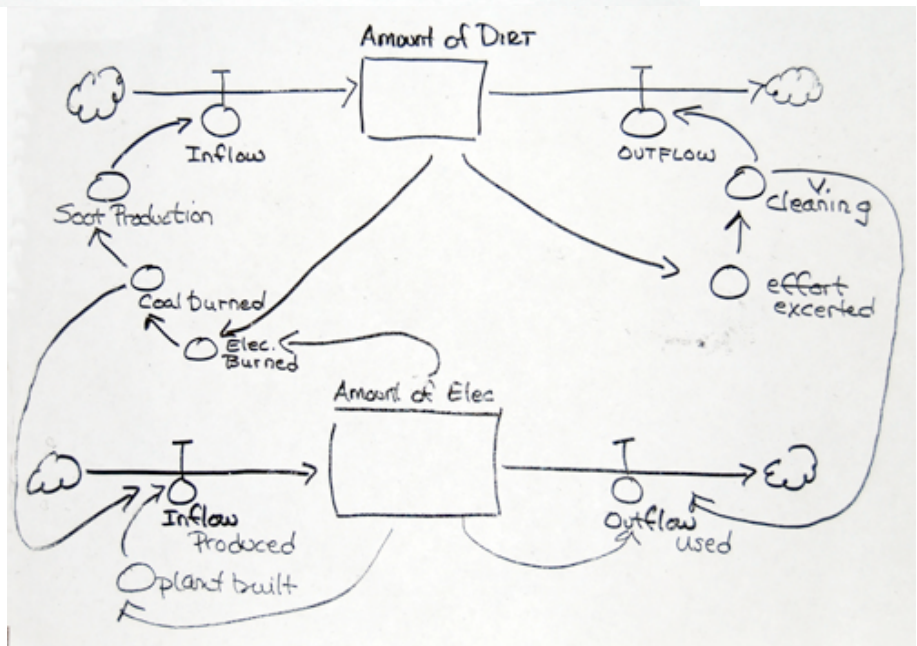 Amount of DIRT
Inflow
OUTFLOW
Soot Production
v.
cleaning
effort
excerted
Coal burned
Elec.
Burned
Amount of Elec
Inflow
Produced
Outflow
used
plant built